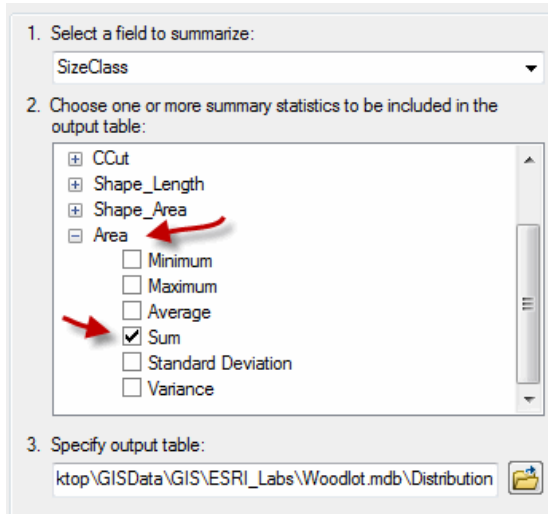 1. Select a field to summarize:
SizeClass
2. Choose one or more summary statistics to be included in the
output table:
CCut
Shape_Length
Shape_Area
Area
Minimum
Maximum
Average
Sum
Standard Deviation
Variance
3. Specify output table:
ktop\GISData\GIS\ESRI_Labs\Woodlot.mdb\Distribution